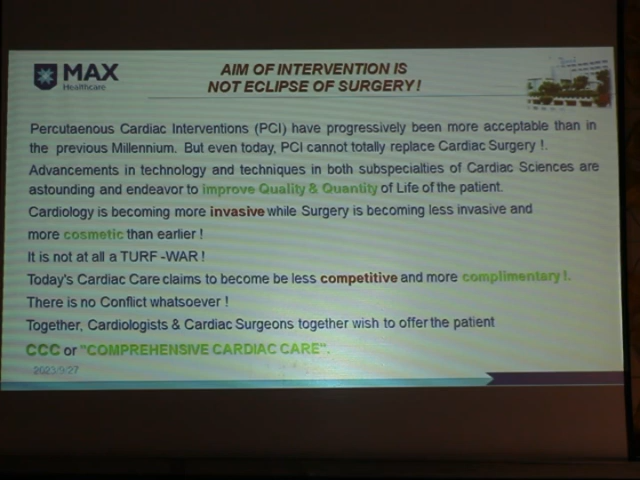 MAX
Healthcare
AIM OF INTERVENTION IS
NOT ECLIPSE OF SURGERY!
Percutaenous Cardiac Interventions (PCI) have progressively been more acceptable than in
the previous Millennium. But even today, PCI cannot totally replace Cardiac Surgery !.
Advancements in technology and techniques in both subspecialties of Cardiac Sciences are
astounding and endeavor to improve Quality & Quantity of Life of the patient.
Cardiology is becoming more invasive while Surgery is becoming less invasive and
more cosmetic than earlier !
It is not at all a TURF -WAR !
Today's Cardiac Care claims to become be less competitive and more complimentary !.
There is no Conflict whatsoever !
Together, Cardiologists & Cardiac Surgeons together wish to offer the patient
CCC or "COMPREHENSIVE CARDIAC CARE".
2023/9/27